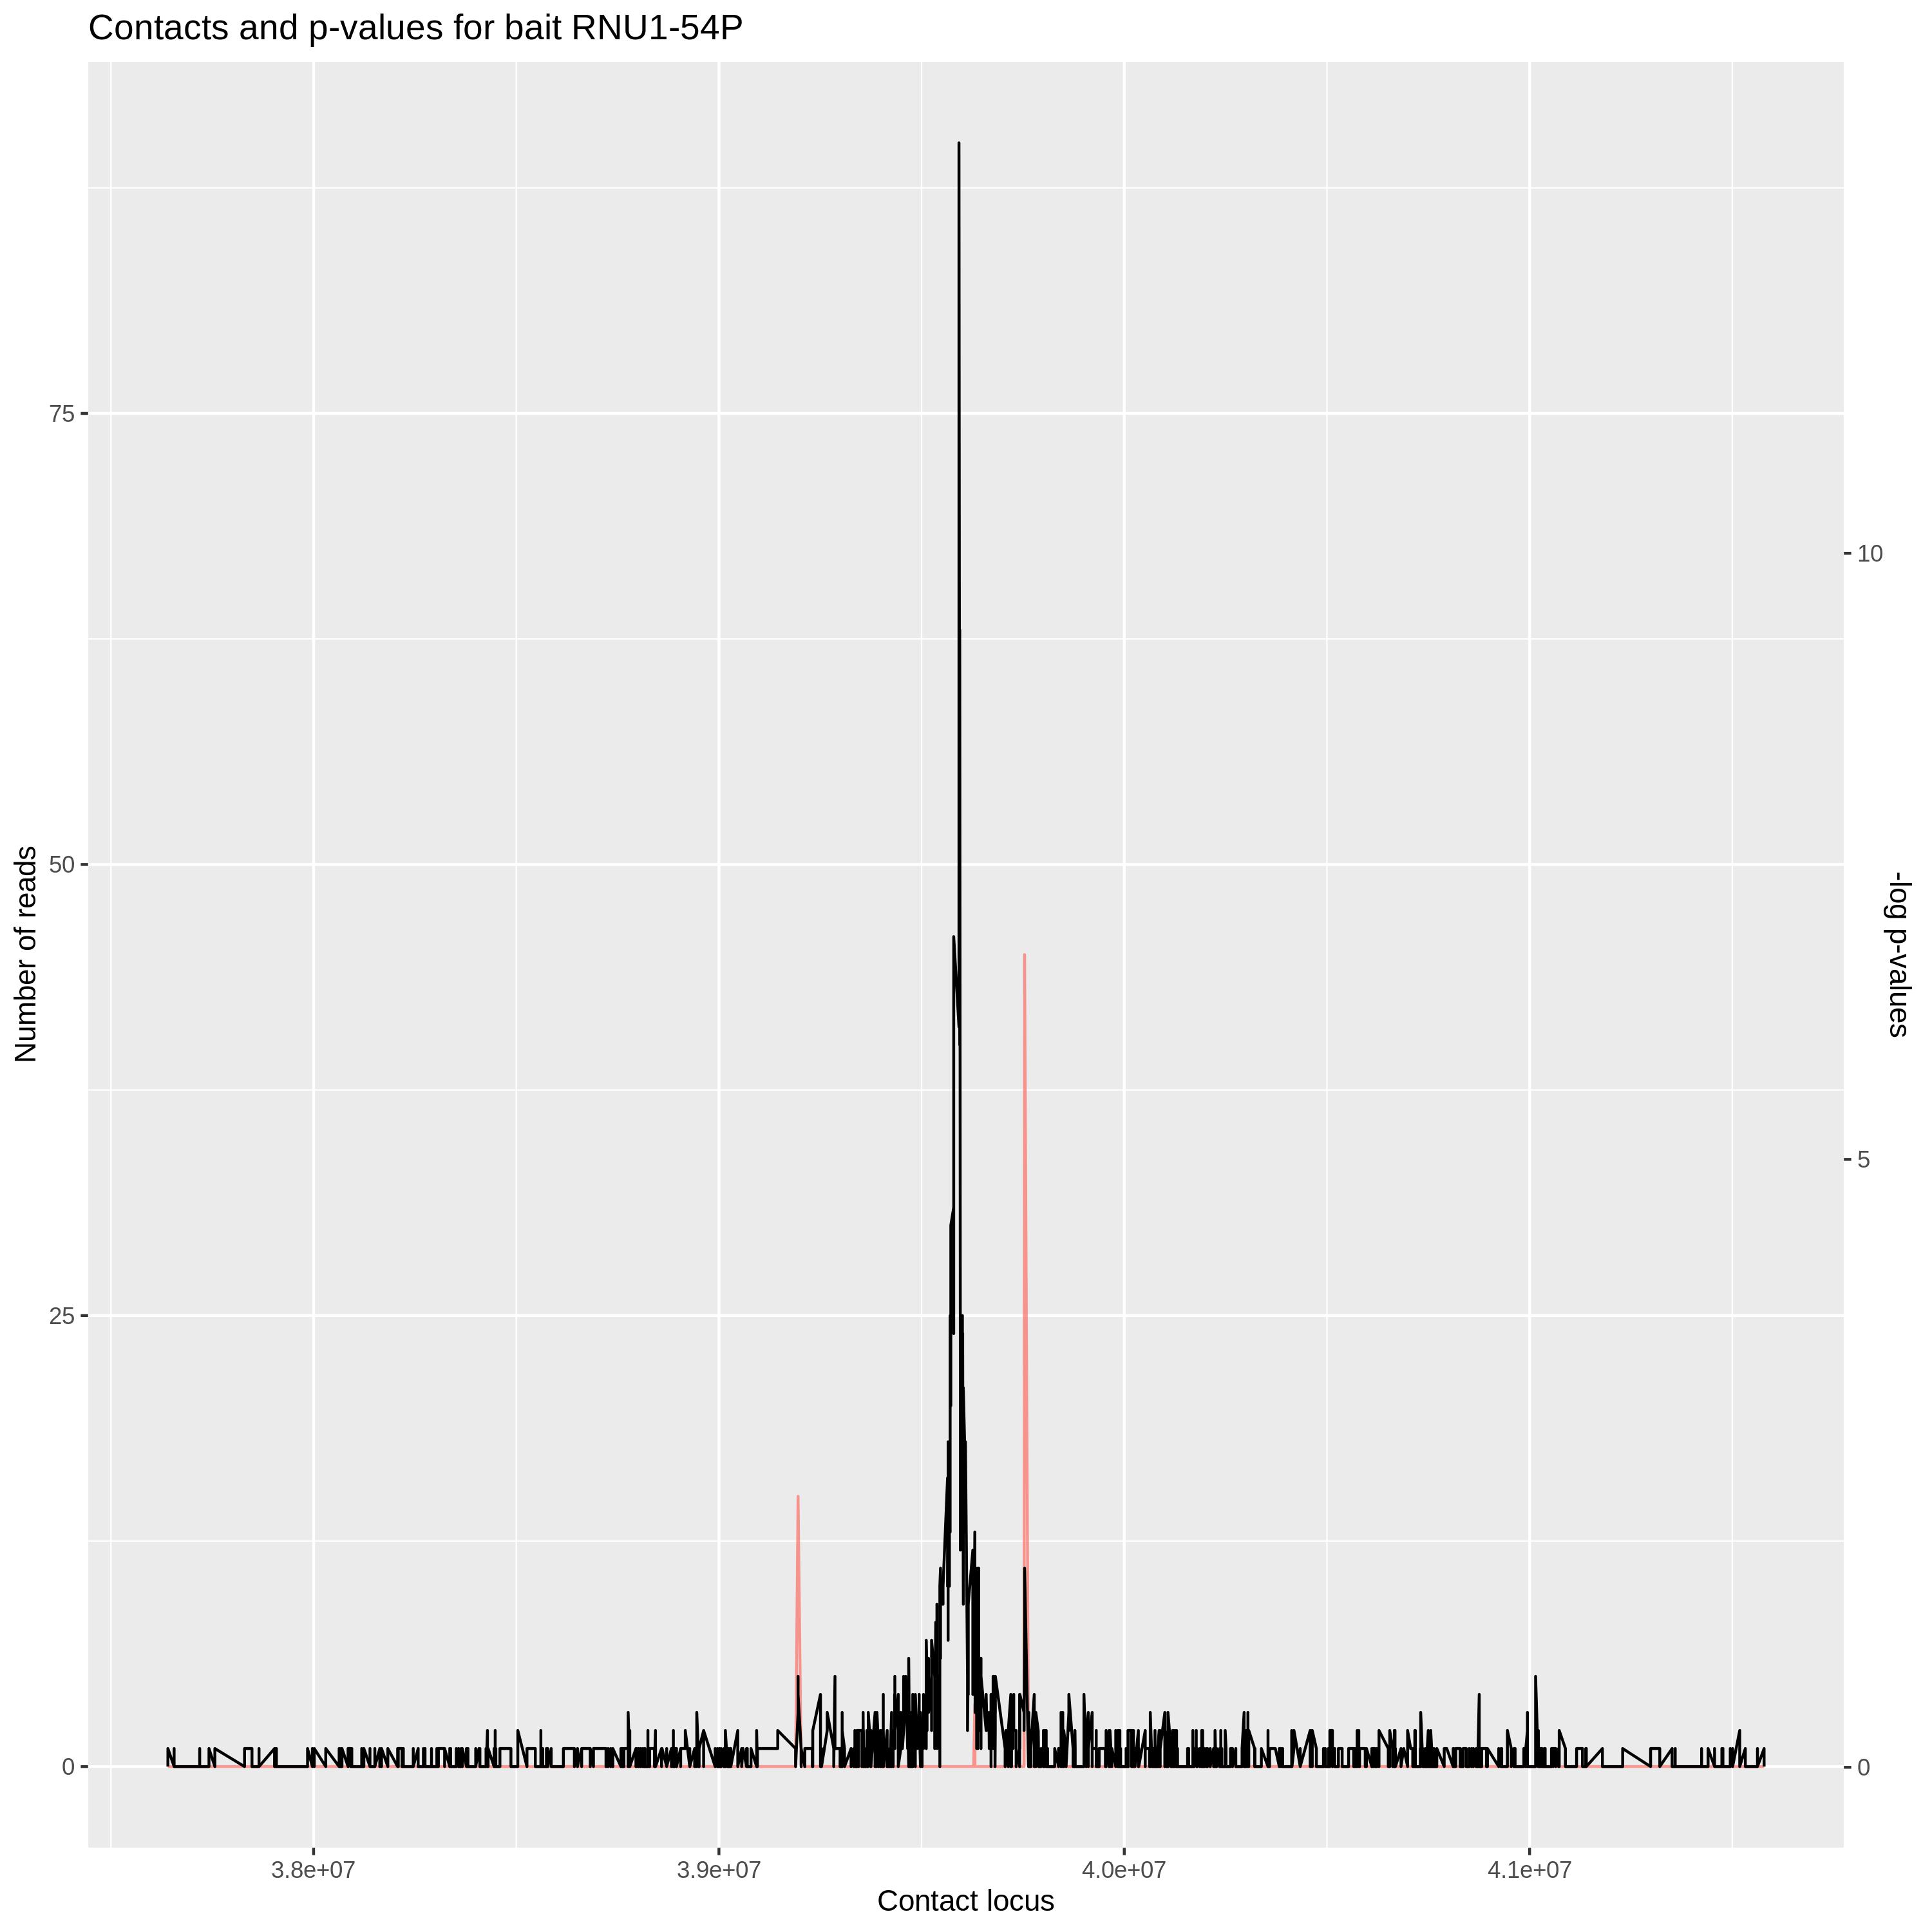 Contacts and p-values for bait RNU1-54P
75
50
25
0
Number of reads
10
5
0
-log p-values
3.8e+07 3.9e+07 4.0e+07 4.1e+07
Contact locus